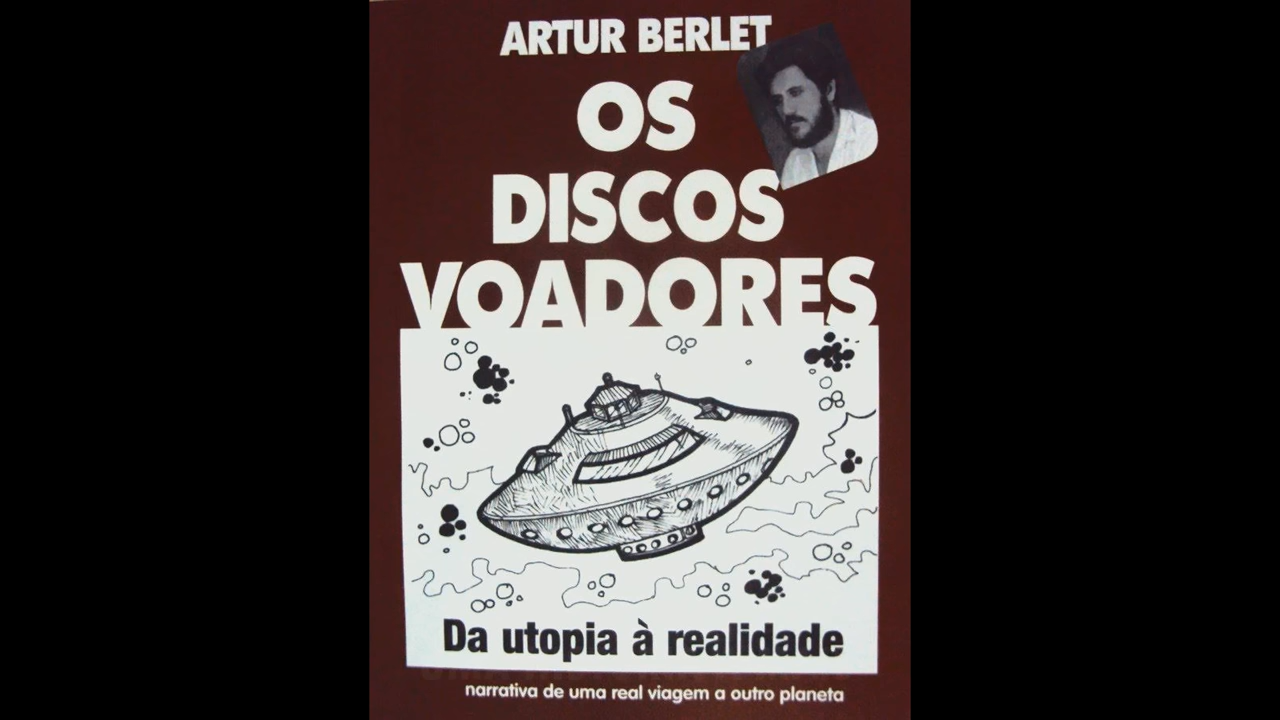 ARTUR BERLET
OS
DISCOS
VOADORES
Da utopia à realidade
narrativa de uma real viagem a outro planeta